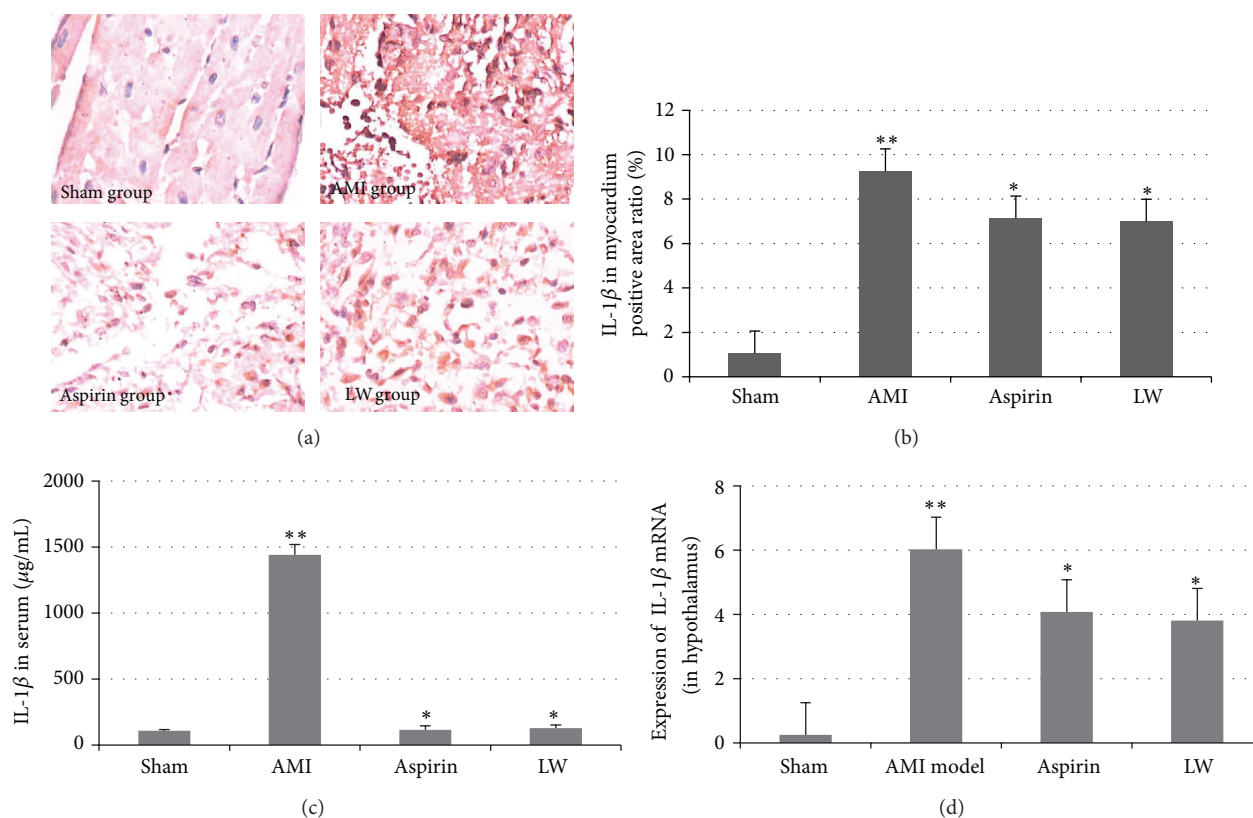 Sham group
AMI group
Aspirin group
LW group
(a)
IL-1β in myocardium
positive area ratio (%)
12
10
8
6
4
2
0
**
*
*
Sham
AMI
Aspirin
LW
(b)
IL-1β in serum (μg/mL)
2000
1500
1000
500
0
**
*
*
Sham
AMI
Aspirin
LW
(c)
Expression of IL-1β mRNA
(in hypothalamus)
8
6
4
2
0
**
*
*
Sham
AMI model
Aspirin
LW
(d)